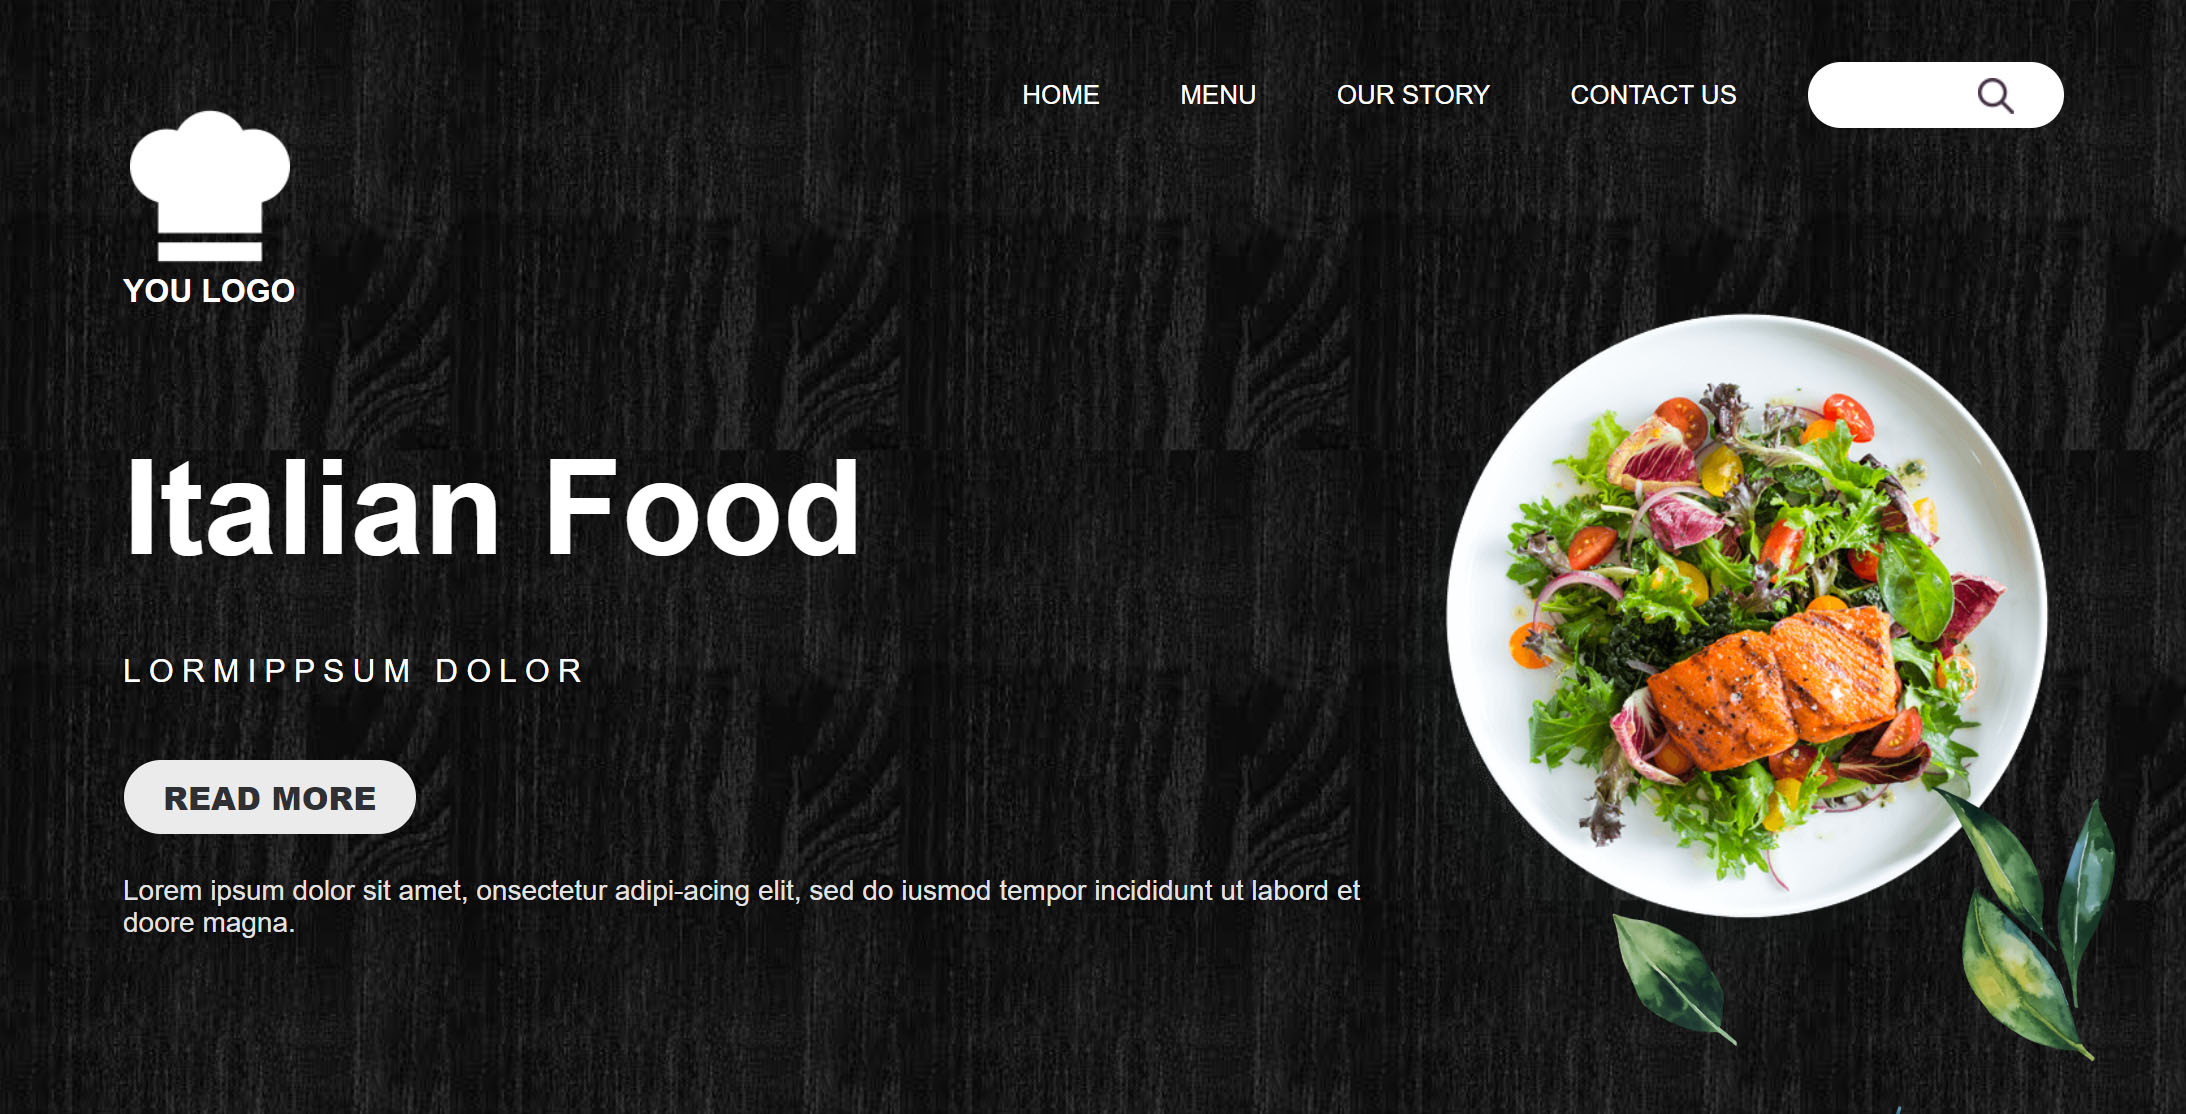 HOME MENU OUR STORY CONTACT US
YOU LOGO
Italian Food
LORMIPPSUM DOLOR
READ MORE
Lorem ipsum dolor sit amet, onsectetur adipi-acing elit, sed do iusmod tempor incididunt ut labord et
doore magna.